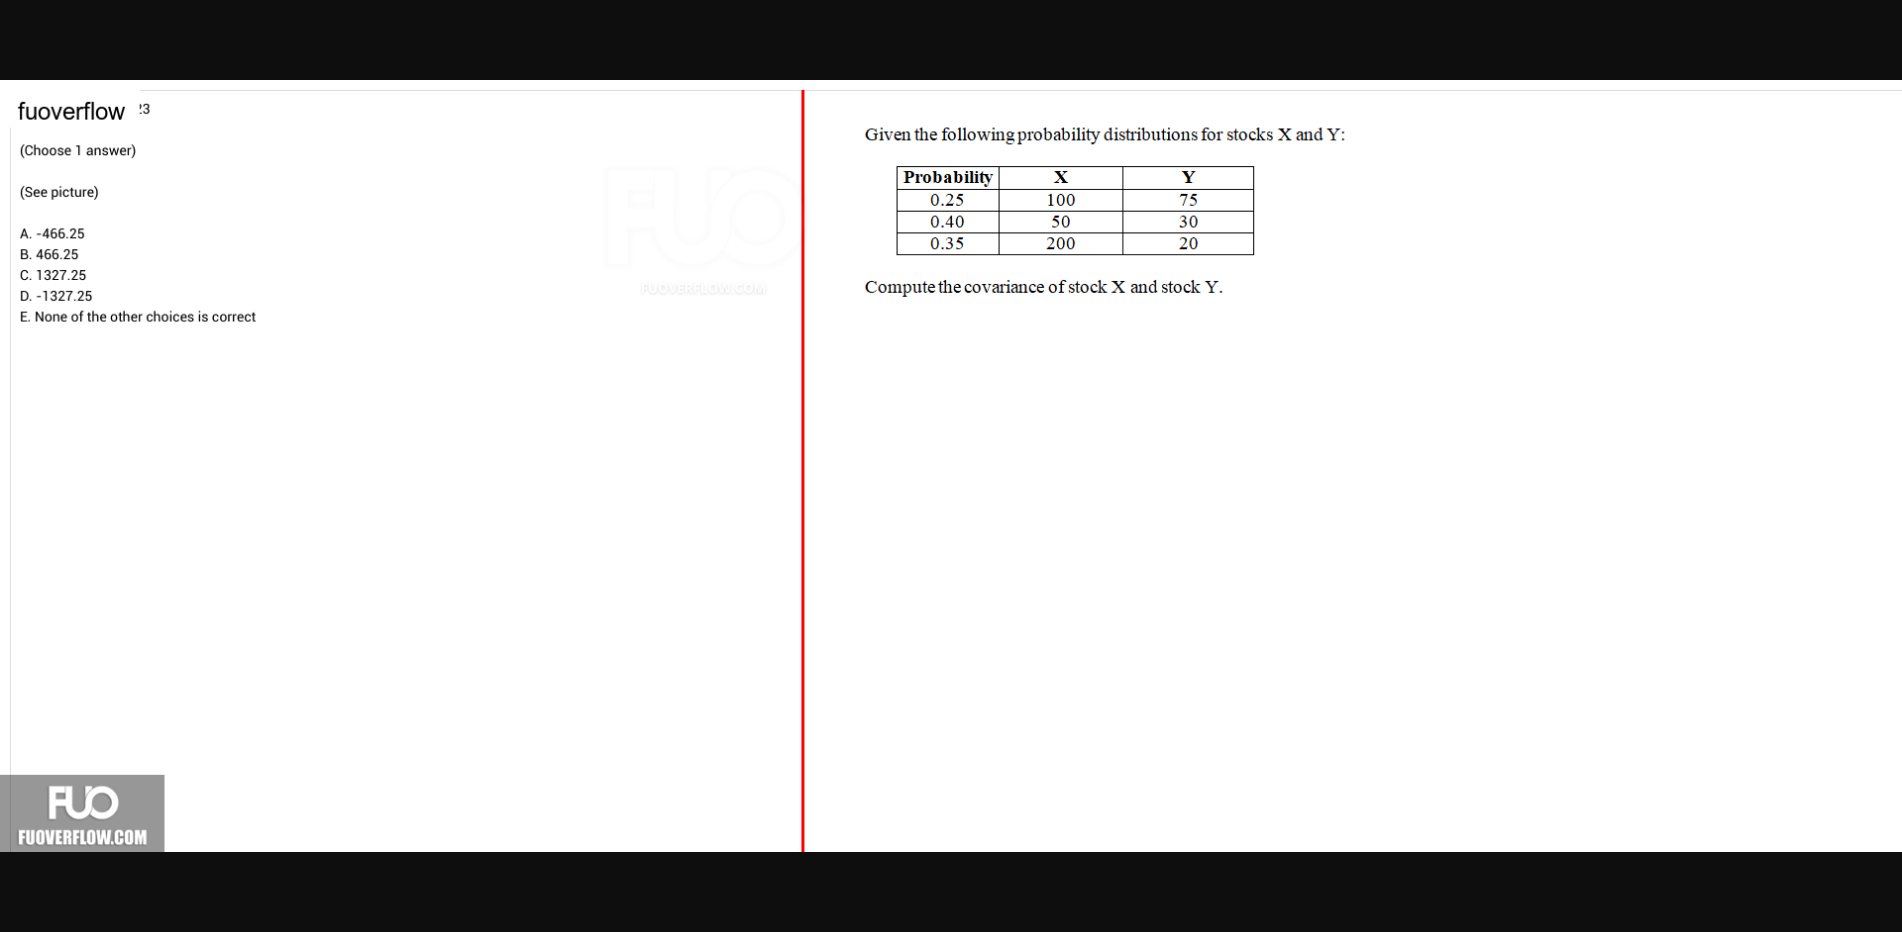 fuoverflow
23
(Choose 1 answer)
(See picture)
A. -466.25
B. 466.25
C. 1327.25
D. -1327.25
E. None of the other choices is correct
FUO
FUOVERFLOW.COM
Given the following probability distributions for stocks X and Y:
Probability X Y
0.25 100 75
0.40 50 30
0.35 200 20
Compute the covariance of stock X and stock Y.
FUO
FUOVERFLOW.COM